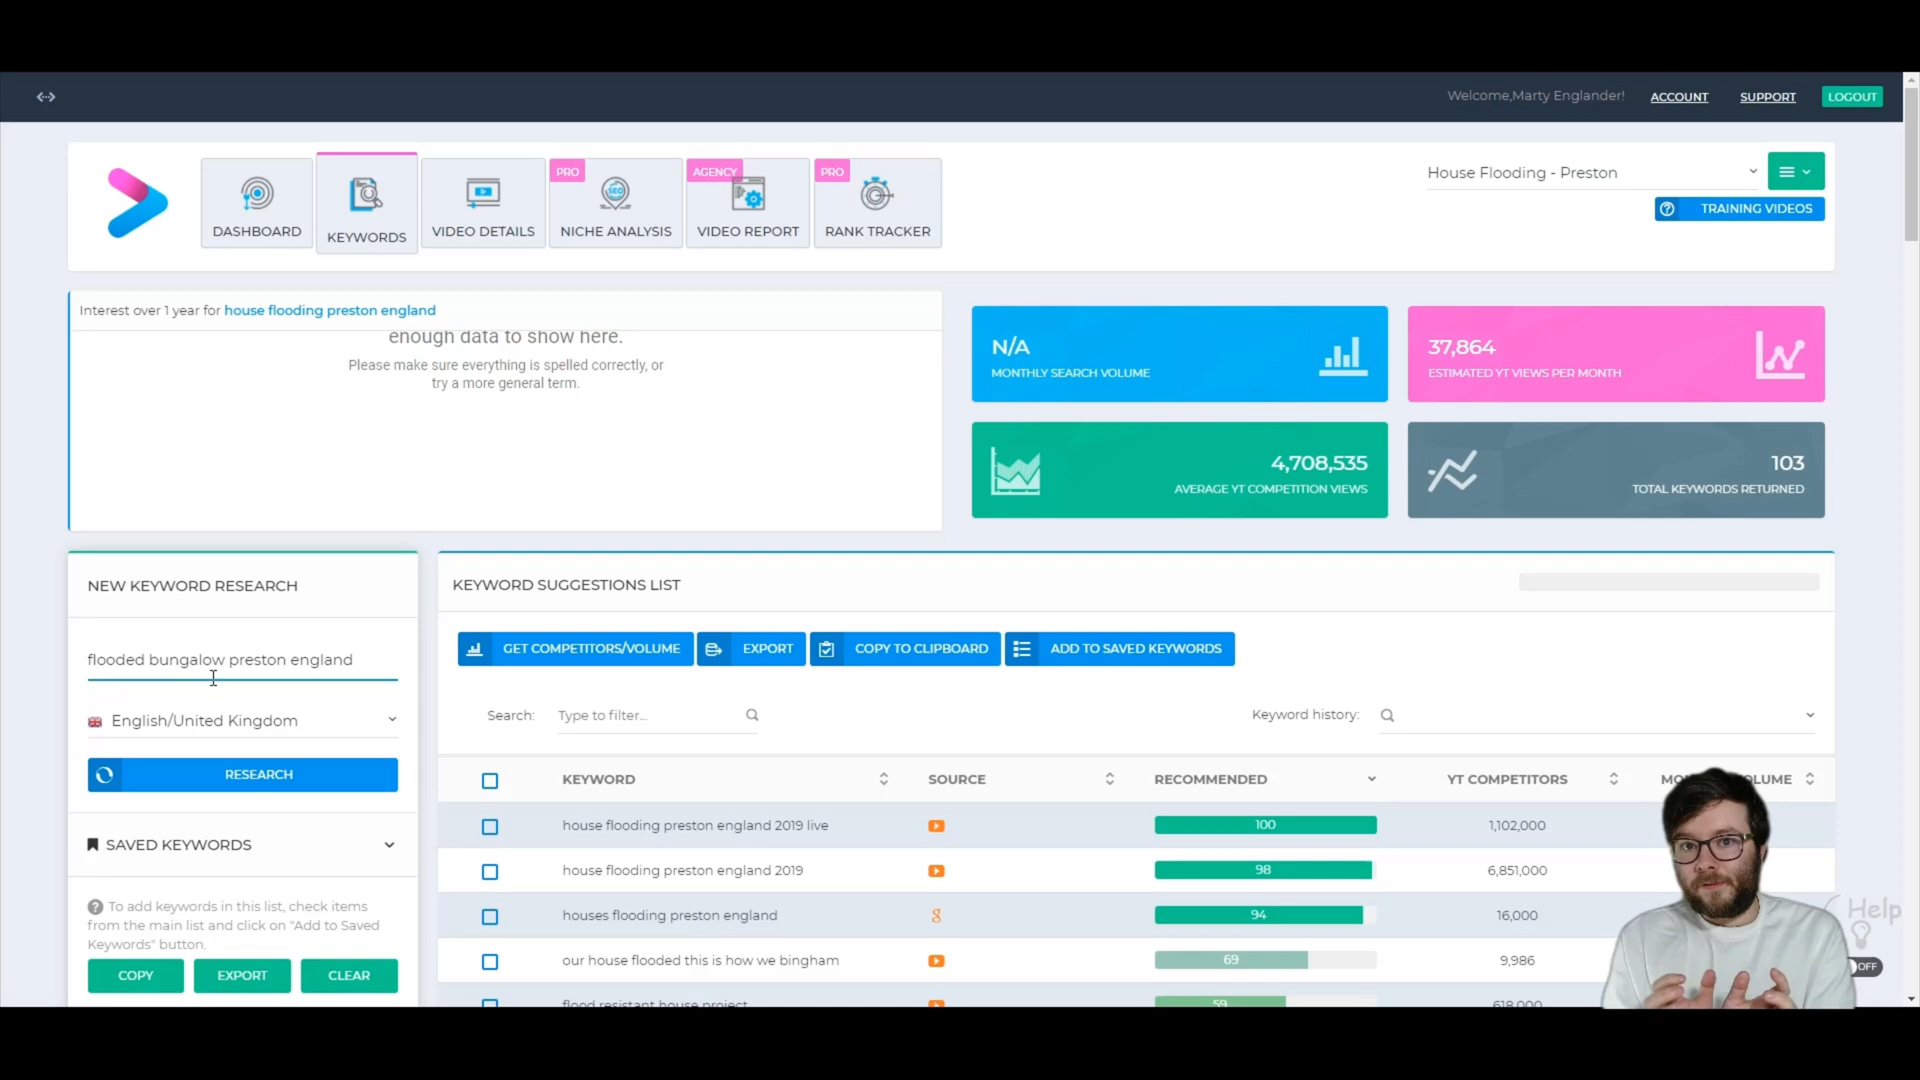 Welcome,Marty Englander!
ACCOUNT
SUPPORT
LOGOUT
DASHBOARD
KEYWORDS
VIDEO DETAILS
PRO
SEO
NICHE ANALYSIS
AGENCY
VIDEO REPORT
PRO
RANK TRACKER
House Flooding - Preston
TRAINING VIDEOS
Interest over 1 year for house flooding preston england
enough data to show here.
Please make sure everything is spelled correctly, or
try a more general term.
N/A
MONTHLY SEARCH VOLUME
37,864
ESTIMATED YT VIEWS PER MONTH
4,708,535
AVERAGE YT COMPETITION VIEWS
103
TOTAL KEYWORDS RETURNED
NEW KEYWORD RESEARCH
flooded bungalow preston england
English/United Kingdom
RESEARCH
SAVED KEYWORDS
To add keywords in this list, check items
from the main list and click on "Add to Saved
Keywords" button.
COPY
EXPORT
CLEAR
KEYWORD SUGGESTIONS LIST
GET COMPETITORS/VOLUME
EXPORT
COPY TO CLIPBOARD
ADD TO SAVED KEYWORDS
Search: Type to filter...
Keyword history:
KEYWORD SOURCE RECOMMENDED YT COMPETITORS
house flooding preston england 2019 live 100 1,102,000
house flooding preston england 2019 98 6,851,000
houses flooding preston england 94 16,000
our house flooded this is how we bingham 69 9,986
flood resistant house project 59 618,000
Help
OFF